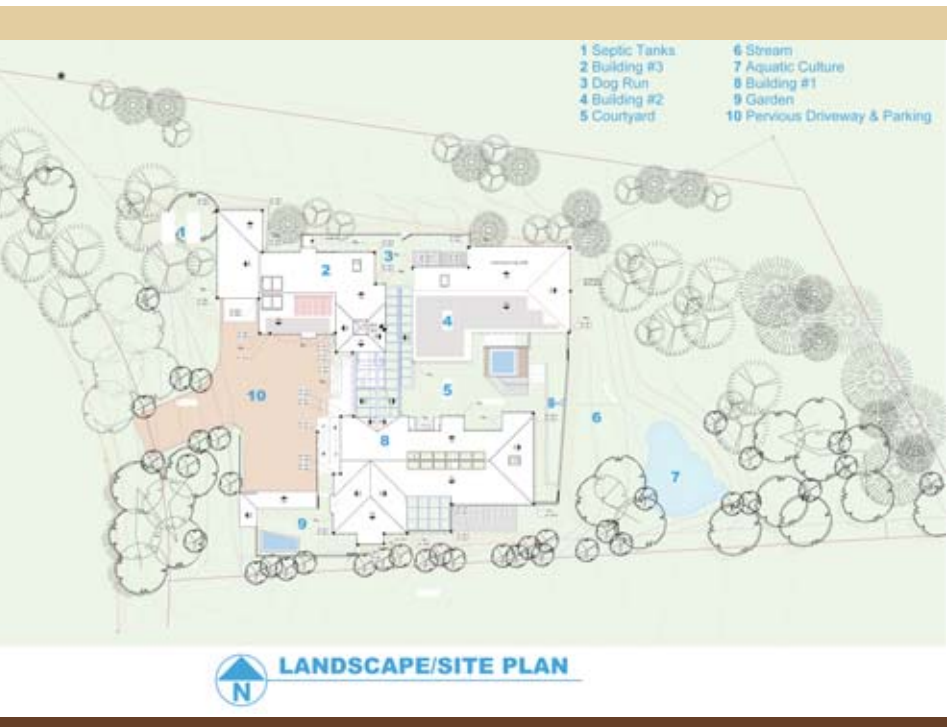 1 Septic Tanks
2 Building #3
3 Dog Run
4 Building #2
5 Courtyard
6 Stream
7 Aquatic Culture
8 Building #1
9 Garden
10 Pervious Driveway & Parking
1
2
3
4
10
5
6
8
7
9
LANDSCAPE/SITE PLAN
N